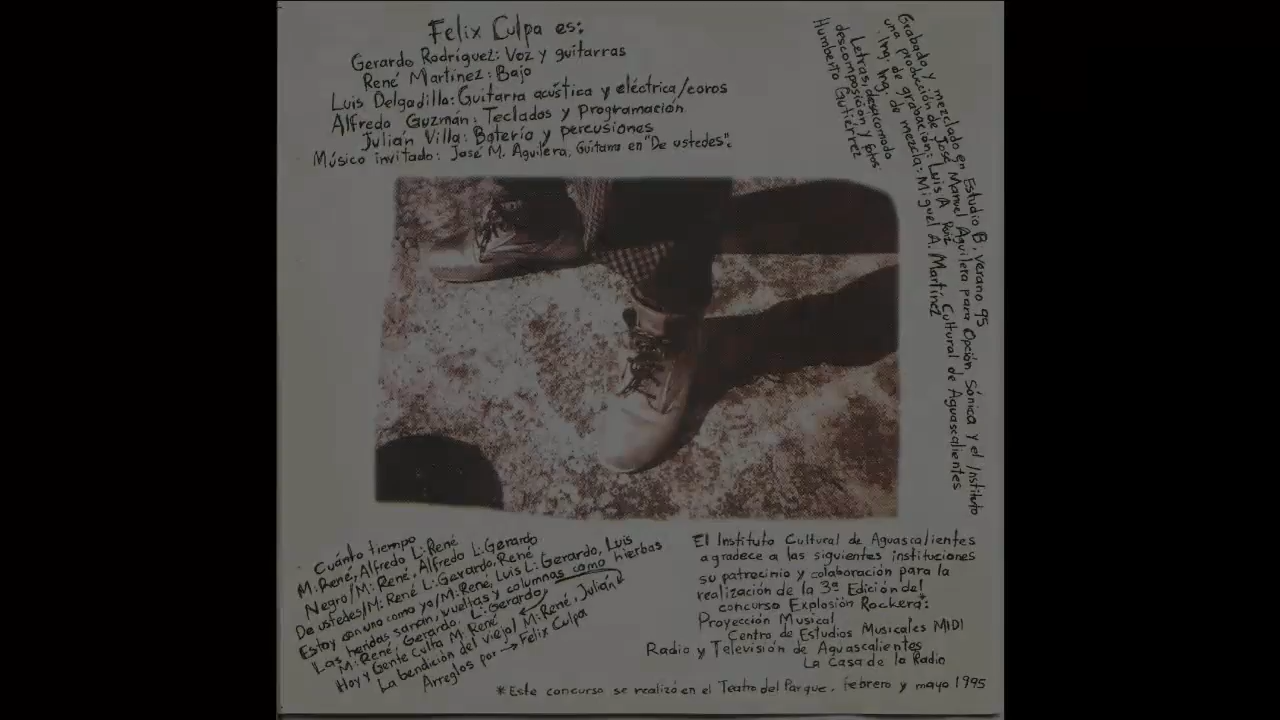 Felix Culpa es:
Gerardo Rodríguez: Voz y guitarras
René Martínez: Bajo
Luis Delgadillo: Guitarra acústica y eléctrica/coros
Alfredo Guzmán: Teclados y Programación
Julián Villa: Batería y percusiones
Músico invitado: José M. Aguilera, Guitarra en "De ustedes".
Grabado y mezclado en Estudio B, verano 95
una producción de José Manuel Aguilera para Opción Sónica y el Instituto
Cultural de Aguascalientes
Ing. de grabación: Luis A. Ruiz
Ing. de mezcla: Miguel A. Martínez
Letras, desacomodo
descomposición y fotos:
Humberto Gutiérrez
Cuánto tiempo
M: René, Alfredo L: René
Negro/M: René, Alfredo L: Gerardo
De ustedes/M: René L: Gerardo, René
Estoy con uno como yo/M: René, Luis L: Gerardo, Luis
Las heridas sanan, vueltas y columnas como hierbas
M: René, Gerardo, L: Gerardo
Hoy y Gente Culta M: René
La bendición del viejo/M: René, Julián
Arreglos por → Felix Culpa
El Instituto Cultural de Aguascalientes
agradece a las siguientes instituciones
su patrocinio y colaboración para la
realización de la 3ª Edición del
concurso Explosión Rockera*:
Proyección Musical
Centro de Estudios Musicales MIDI
Radio y Televisión de Aguascalientes
La Casa de la Radio
*Este concurso se realizó en el Teatro del Parque, febrero y mayo 1995